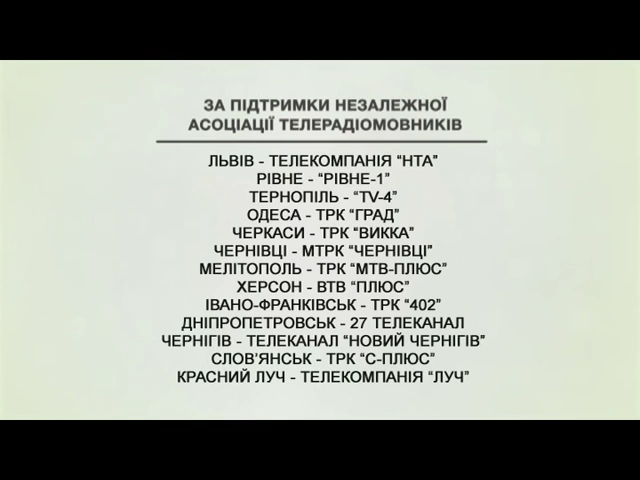 ЗА ПІДТРИМКИ НЕЗАЛЕЖНОЇ
АСОЦІАЦІЇ ТЕЛЕРАДІОМОВНИКІВ
ЛЬВІВ - ТЕЛЕКОМПАНІЯ “НТА”
РІВНЕ - “РІВНЕ-1”
ТЕРНОПІЛЬ - “TV-4”
ОДЕСА - ТРК “ГРАД”
ЧЕРКАСИ - ТРК “ВИККА”
ЧЕРНІВЦІ - МТРК “ЧЕРНІВЦІ”
МЕЛІТОПОЛЬ - ТРК “МТВ-ПЛЮС”
ХЕРСОН - ВТВ “ПЛЮС”
ІВАНО-ФРАНКІВСЬК - ТРК “402”
ДНІПРОПЕТРОВСЬК - 27 ТЕЛЕКАНАЛ
ЧЕРНІГІВ - ТЕЛЕКАНАЛ “НОВИЙ ЧЕРНІГІВ”
СЛОВ’ЯНСЬК - ТРК “С-ПЛЮС”
КРАСНИЙ ЛУЧ - ТЕЛЕКОМПАНІЯ “ЛУЧ”